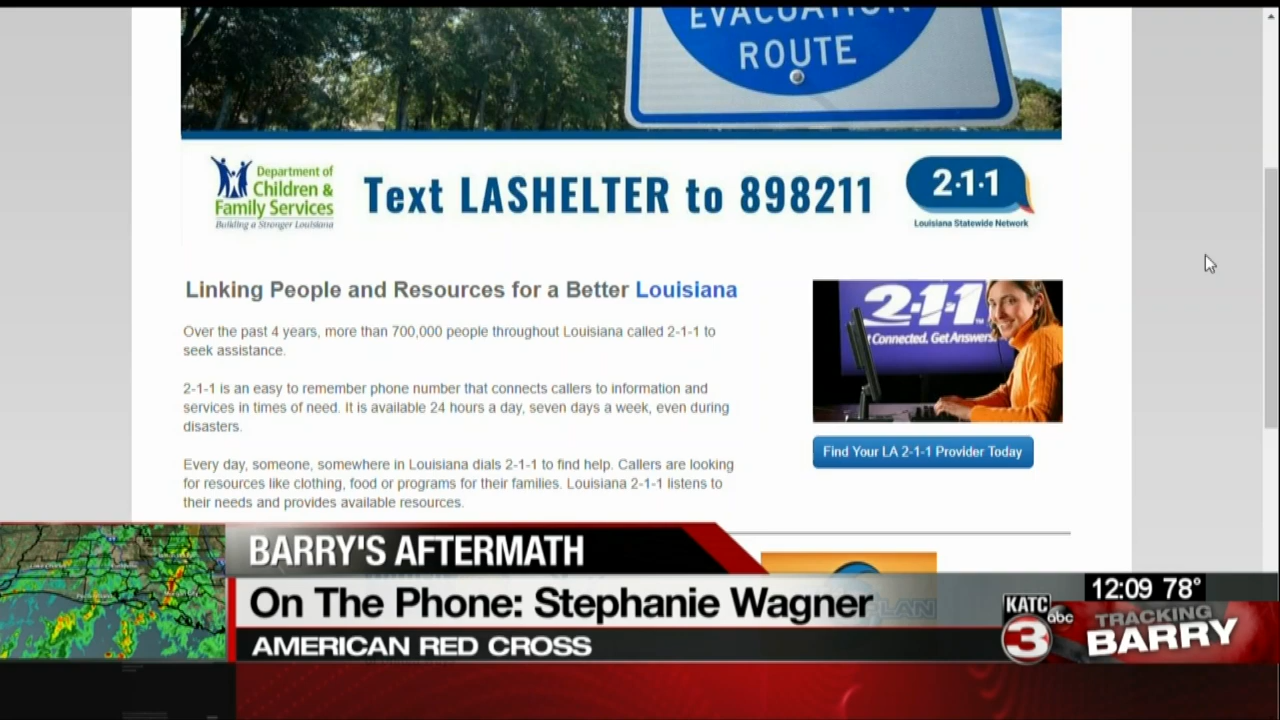 EVACUATION
ROUTE
Department of
Children &
Family Services
Building a Stronger Louisiana
Text LASHELTER to 898211
2-1-1
Louisiana Statewide Network
Linking People and Resources for a Better Louisiana
Over the past 4 years, more than 700,000 people throughout Louisiana called 2-1-1 to
seek assistance.
2-1-1 is an easy to remember phone number that connects callers to information and
services in times of need. It is available 24 hours a day, seven days a week, even during
disasters.
Every day, someone, somewhere in Louisiana dials 2-1-1 to find help. Callers are looking
for resources like clothing, food or programs for their families. Louisiana 2-1-1 listens to
their needs and provides available resources.
2-1-1
t Connected. Get Answers.
Find Your LA 2-1-1 Provider Today
BARRY'S AFTERMATH
On The Phone: Stephanie Wagner
AMERICAN RED CROSS
12:09 78°
KATC
3
abc
TRACKING
BARRY